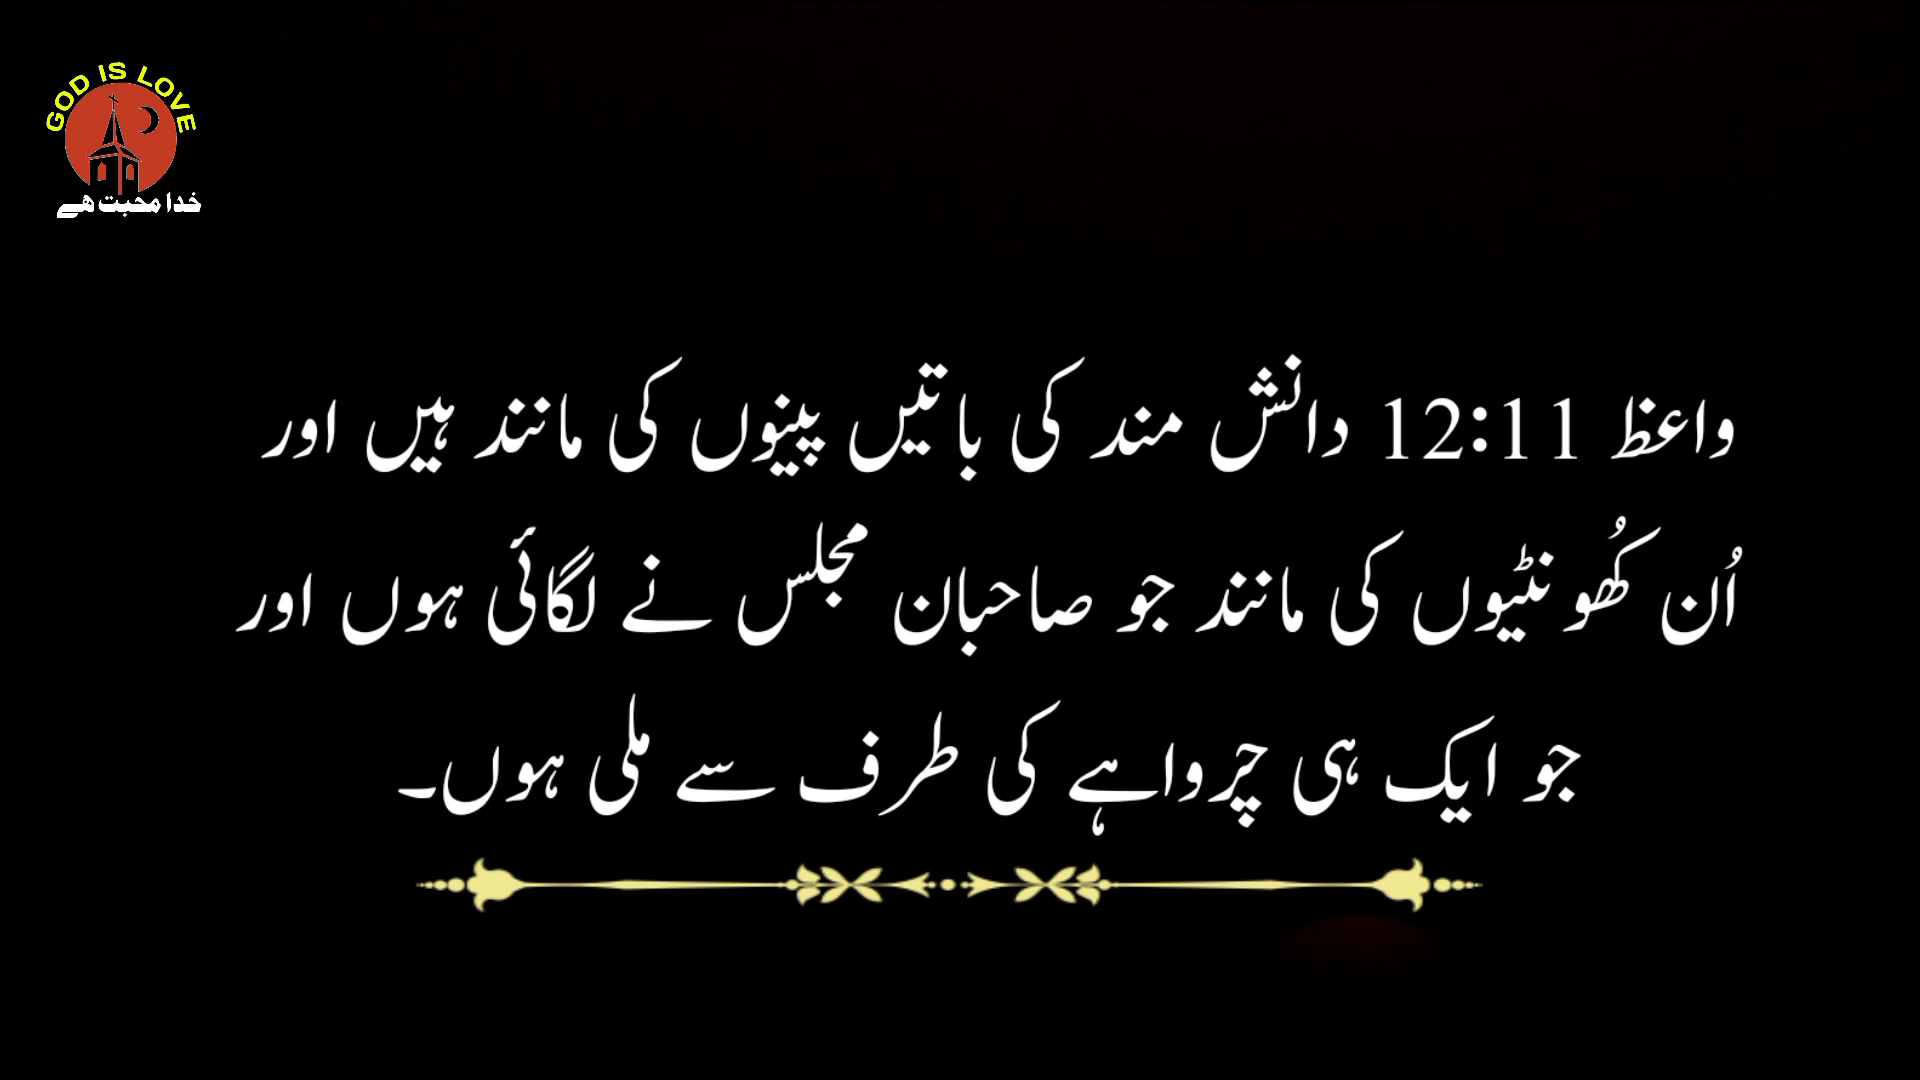 GOD IS LOVE
خدا محبت ھے
واعظ 12:11 دانش مند کی باتیں پینوں کی مانند ہیں اور
اُن کھُونٹیوں کی مانند جو صاحبان مجلس نے لگائی ہوں اور
جو ایک ہی چرواہے کی طرف سے ملی ہوں۔